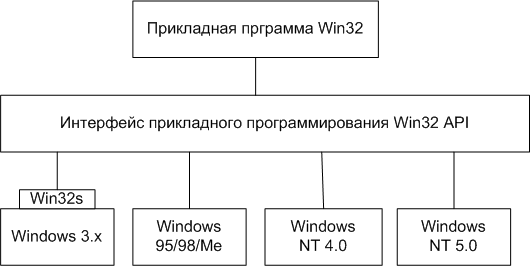 Прикладная прграмма Win32
Интерфейс прикладного программирования Win32 API
Win32s
Windows 3.x
Windows
95/98/Me
Windows
NT 4.0
Windows
NT 5.0